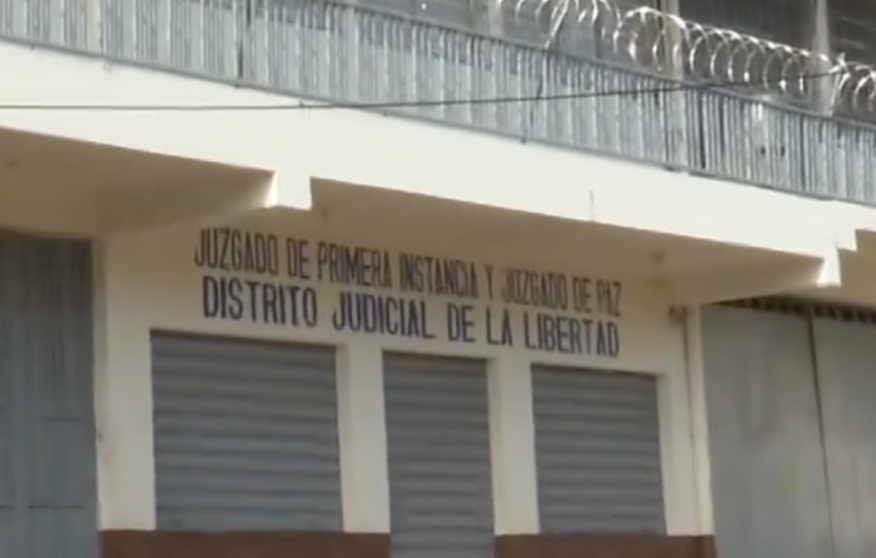 JUZGADO DE PRIMERA INSTANCIA Y JUZGADO DE PAZ
DISTRITO JUDICIAL DE LA LIBERTAD